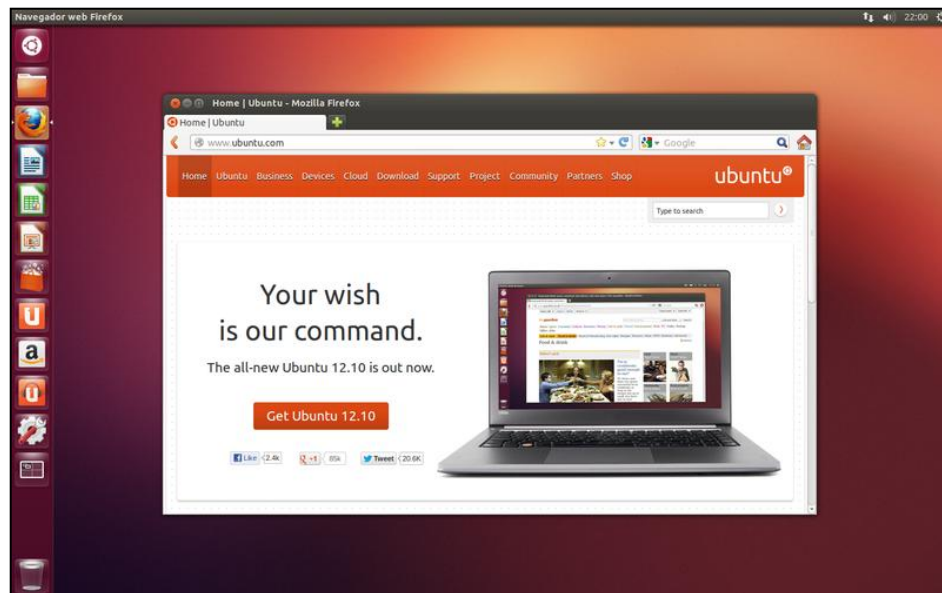 Navegador web Firefox
22:00
Home | Ubuntu - Mozilla Firefox
Home | Ubuntu
www.ubuntu.com
Google
Home Ubuntu Business Devices Cloud Download Support Project Community Partners Shop
ubuntu
Type to search
Your wish
is our command.
The all-new Ubuntu 12.10 is out now.
Get Ubuntu 12.10
Like 2.4k
+1 85k
Tweet 20.6K
Food & drink
U
a
u